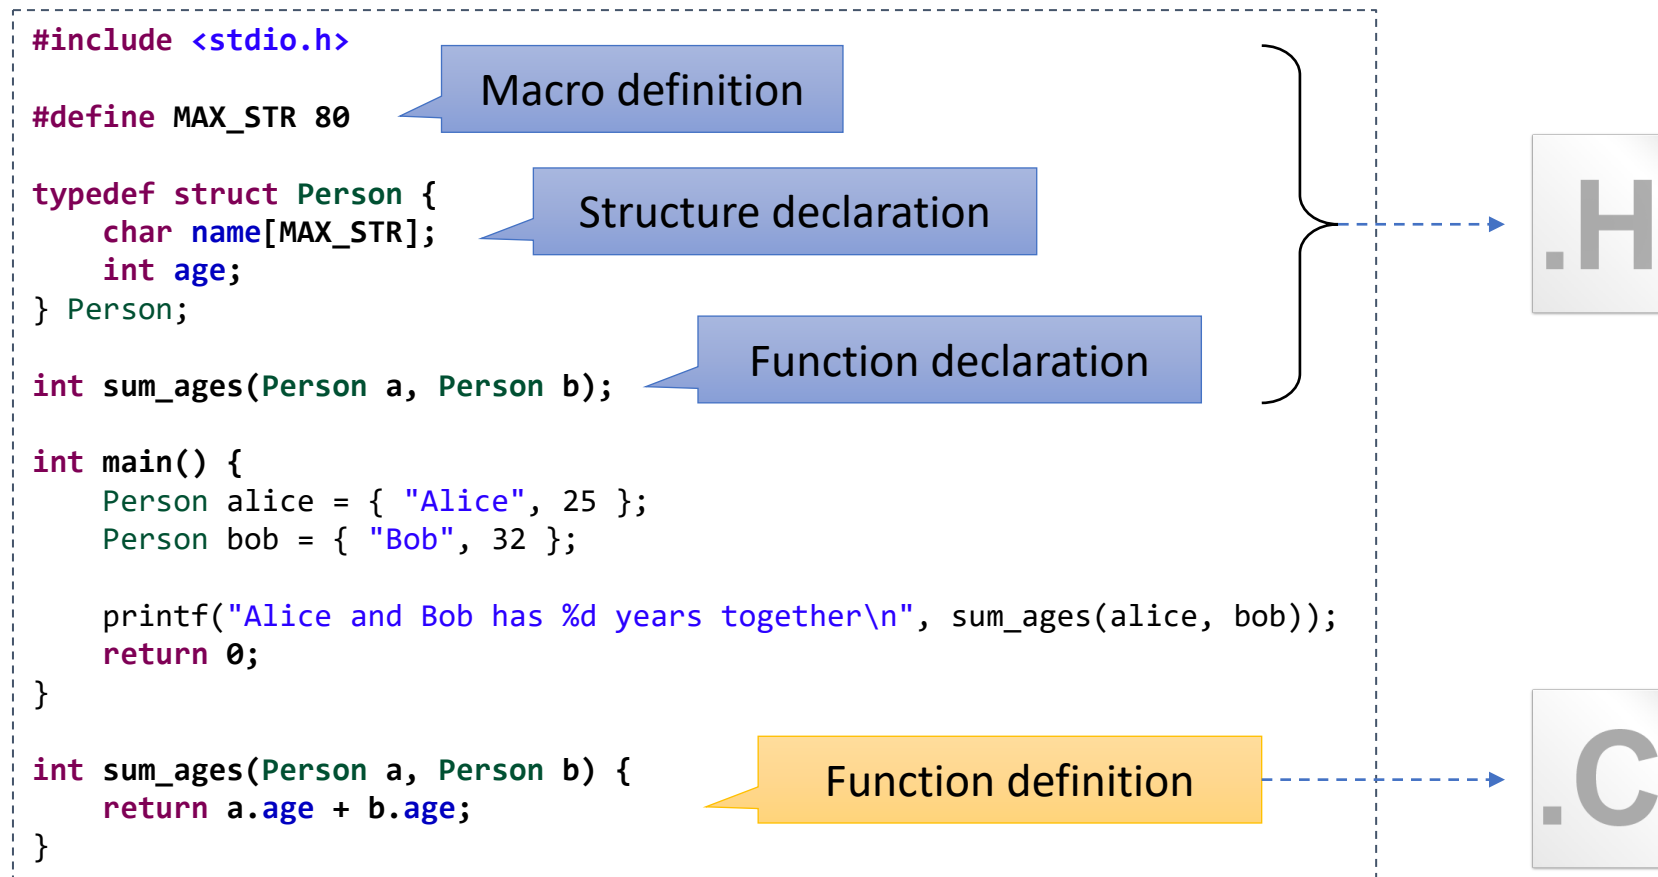 #include <stdio.h>
Macro definition
#define MAX_STR 80
typedef struct Person {
Structure declaration
char name[MAX_STR];
int age;
} Person;
.H
Function declaration
int sum_ages(Person a, Person b);
int main() {
Person alice = { "Alice", 25 };
Person bob = { "Bob", 32 };
printf("Alice and Bob has %d years together\n", sum_ages(alice, bob));
return 0;
}
int sum_ages(Person a, Person b) {
Function definition
return a.age + b.age;
}
.C